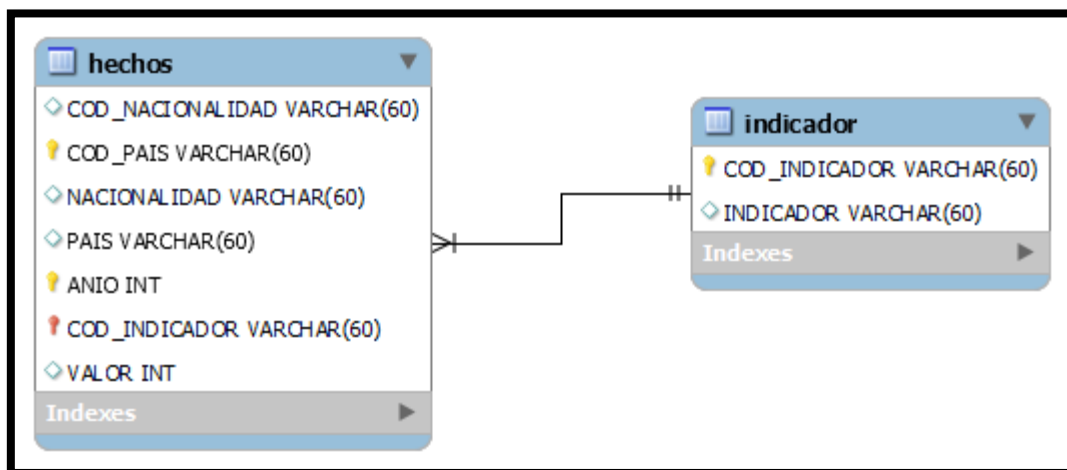 hechos
COD_NACIONALIDAD VARCHAR(60)
COD_PAIS VARCHAR(60)
NACIONALIDAD VARCHAR(60)
PAIS VARCHAR(60)
ANIO INT
COD_INDICADOR VARCHAR(60)
VALOR INT
Indexes
indicador
COD_INDICADOR VARCHAR(60)
INDICADOR VARCHAR(60)
Indexes